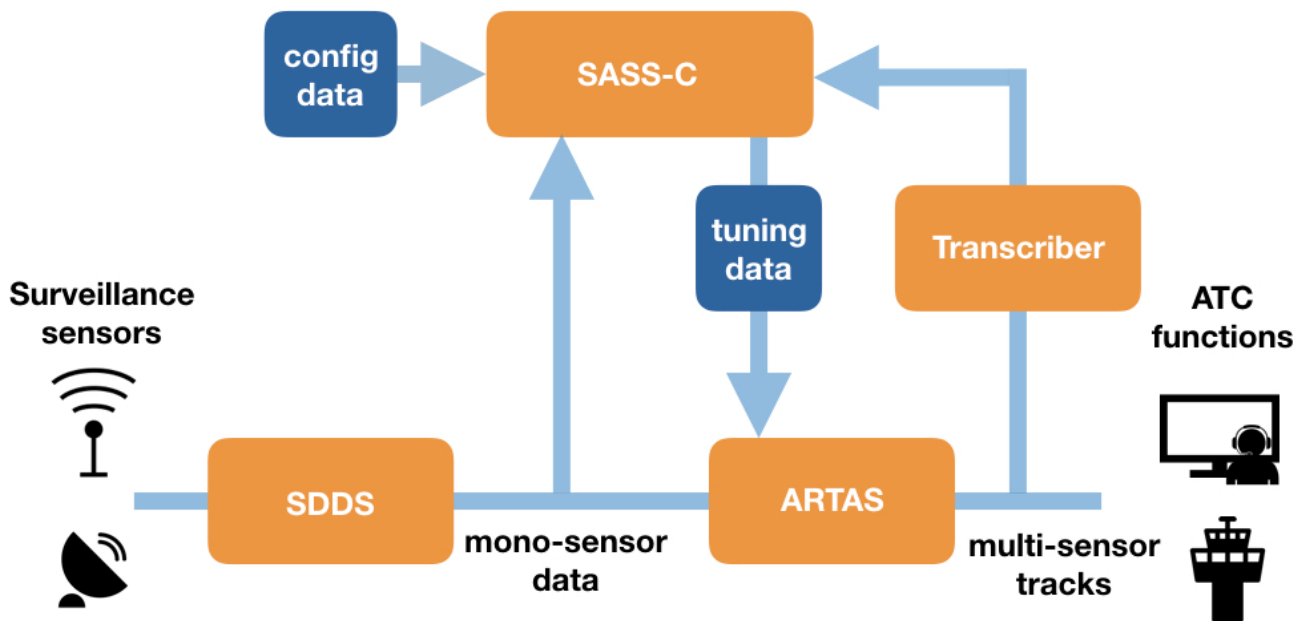 config
data
SASS-C
tuning
data
Transcriber
Surveillance
sensors
ATC
functions
SDDS
ARTAS
mono-sensor
data
multi-sensor
tracks